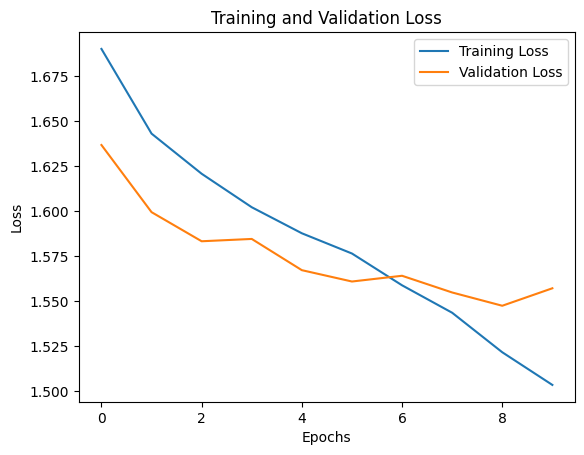 Training and Validation Loss
Training Loss
Validation Loss
1.675
1.650
1.625
1.600
1.575
1.550
1.525
1.500
Loss
0 2 4 6 8
Epochs